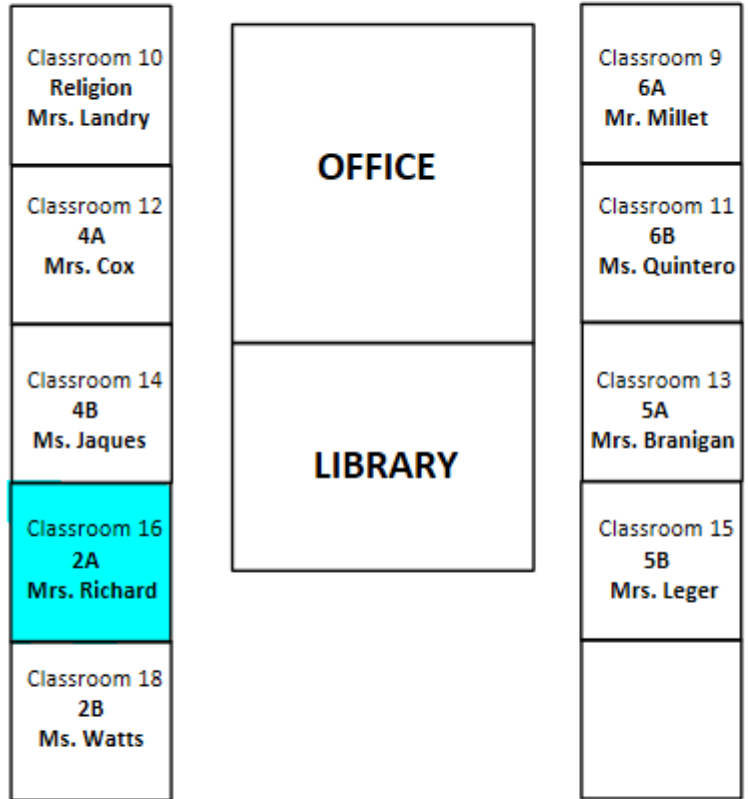 Classroom 10
Religion
Mrs. Landry
Classroom 12
4A
Mrs. Cox
Classroom 14
4B
Ms. Jaques
Classroom 16
2A
Mrs. Richard
Classroom 18
2B
Ms. Watts
OFFICE
LIBRARY
Classroom 9
6A
Mr. Millet
Classroom 11
6B
Ms. Quintero
Classroom 13
5A
Mrs. Branigan
Classroom 15
5B
Mrs. Leger